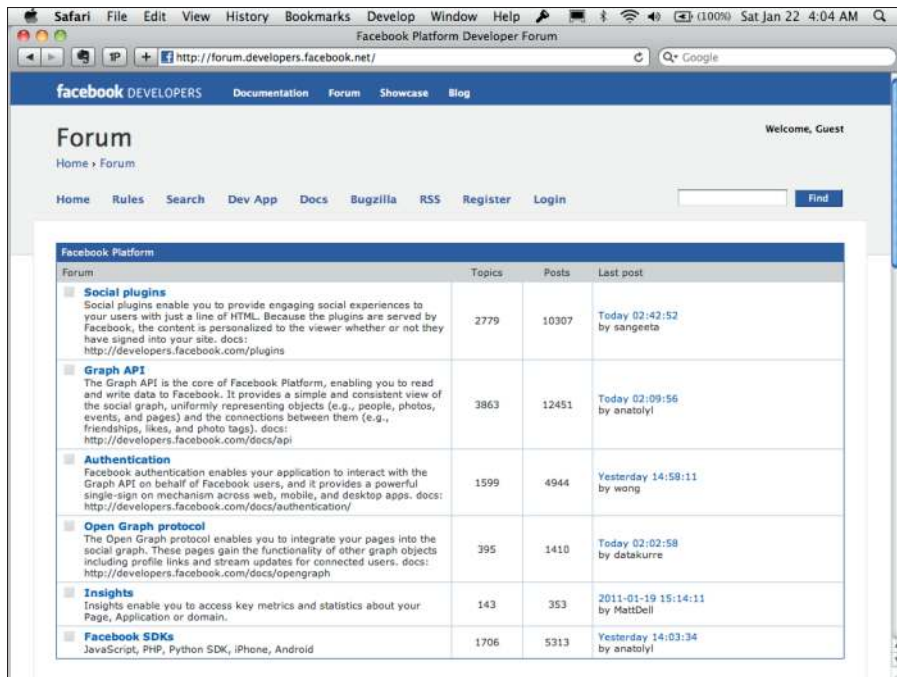 Safari File Edit View History Bookmarks Develop Window Help (100%) Sat Jan 22 4:04 AM
Facebook Platform Developer Forum
1P + http://forum.developers.facebook.net/ Google
facebook DEVELOPERS Documentation Forum Showcase Blog
Forum
Welcome, Guest
Home › Forum
Home Rules Search Dev App Docs Bugzilla RSS Register Login Find
Facebook Platform
Forum Topics Posts Last post
Social plugins
Social plugins enable you to provide engaging social experiences to
your users with just a line of HTML. Because the plugins are served by
Facebook, the content is personalized to the viewer whether or not they
have signed into your site. docs:
http://developers.facebook.com/plugins
2779 10307 Today 02:42:52
by sangeeta
Graph API
The Graph API is the core of Facebook Platform, enabling you to read
and write data to Facebook. It provides a simple and consistent view of
the social graph, uniformly representing objects (e.g., people, photos,
events, and pages) and the connections between them (e.g.,
friendships, likes, and photo tags). docs:
http://developers.facebook.com/docs/api
3863 12451 Today 02:09:56
by anatolyl
Authentication
Facebook authentication enables your application to interact with the
Graph API on behalf of Facebook users, and it provides a powerful
single-sign on mechanism across web, mobile, and desktop apps. docs:
http://developers.facebook.com/docs/authentication/
1599 4944 Yesterday 14:58:11
by wong
Open Graph protocol
The Open Graph protocol enables you to integrate your pages into the
social graph. These pages gain the functionality of other graph objects
including profile links and stream updates for connected users. docs:
http://developers.facebook.com/docs/opengraph
395 1410 Today 02:02:58
by datakurre
Insights
Insights enable you to access key metrics and statistics about your
Page, Application or domain.
143 353 2011-01-19 15:14:11
by MattDell
Facebook SDKs
JavaScript, PHP, Python SDK, iPhone, Android
1706 5313 Yesterday 14:03:34
by anatolyl